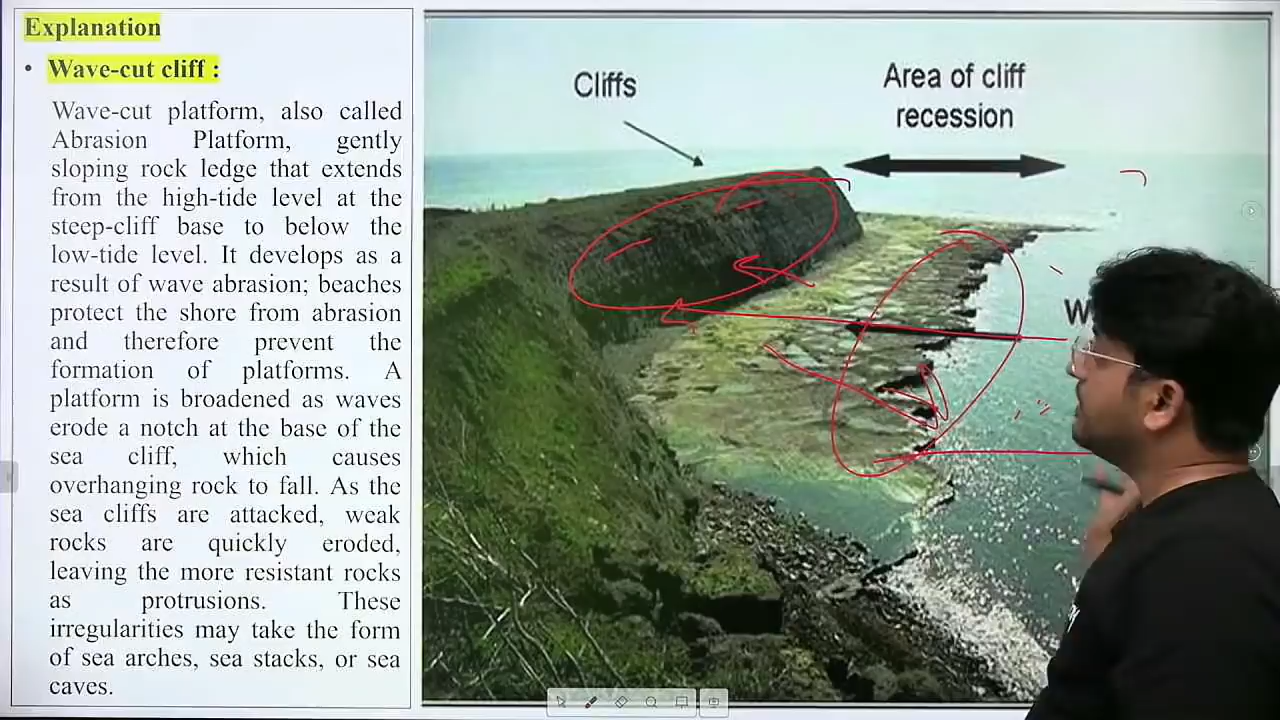 Explanation
• Wave-cut cliff :
Wave-cut platform, also called
Abrasion Platform, gently
sloping rock ledge that extends
from the high-tide level at the
steep-cliff base to below the
low-tide level. It develops as a
result of wave abrasion; beaches
protect the shore from abrasion
and therefore prevent the
formation of platforms. A
platform is broadened as waves
erode a notch at the base of the
sea cliff, which causes
overhanging rock to fall. As the
sea cliffs are attacked, weak
rocks are quickly eroded,
leaving the more resistant rocks
as protrusions. These
irregularities may take the form
of sea arches, sea stacks, or sea
caves.
Cliffs
Area of cliff
recession